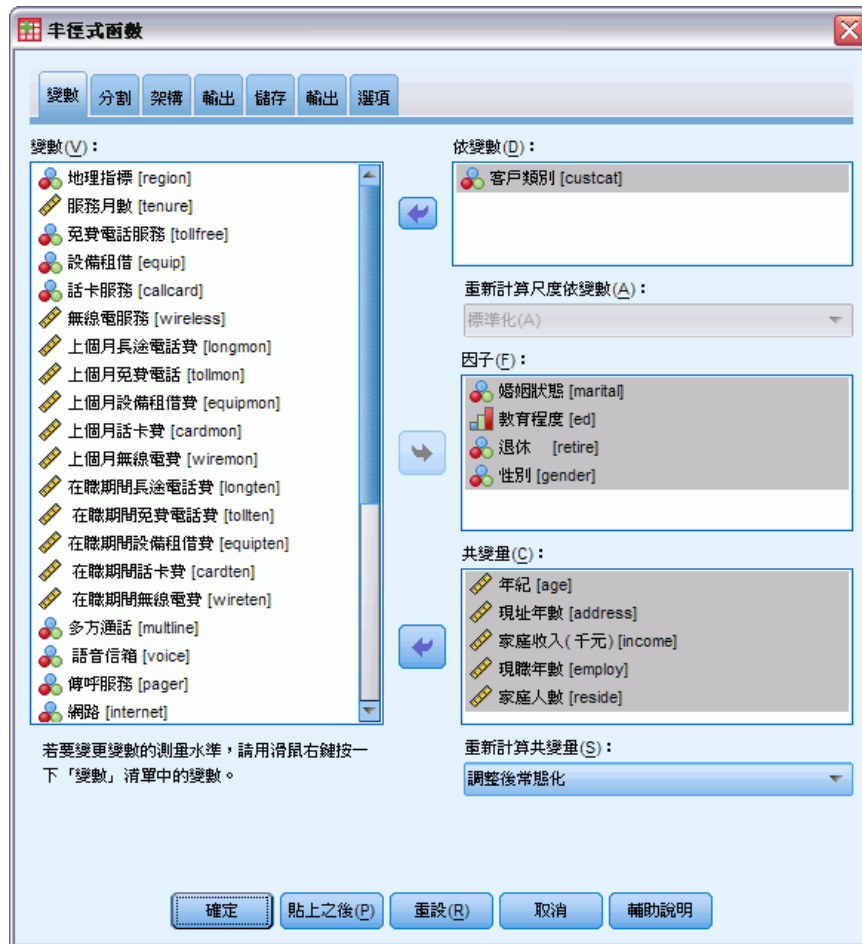 半徑式函數
變數 分割 架構 輸出 儲存 輸出 選項
變數(V)：
地理指標 [region]
服務月數 [tenure]
免費電話服務 [tollfree]
設備租借 [equip]
話卡服務 [callcard]
無線電服務 [wireless]
上個月長途電話費 [longmon]
上個月免費電話 [tollmon]
上個月設備租借費 [equipmon]
上個月話卡費 [cardmon]
上個月無線電費 [wiremon]
在職期間長途電話費 [longten]
在職期間免費電話費 [tollten]
在職期間設備租借費 [equipten]
在職期間話卡費 [cardten]
在職期間無線電費 [wireten]
多方通話 [multline]
語音信箱 [voice]
傳呼服務 [pager]
網路 [internet]
若要變更變數的測量水準，請用滑鼠右鍵按一
下「變數」清單中的變數。
依變數(D)：
客戶類別 [custcat]
重新計算尺度依變數(A)：
標準化(A)
因子(F)：
婚姻狀態 [marital]
教育程度 [ed]
退休 [retire]
性別 [gender]
共變量(C)：
年紀 [age]
現址年數 [address]
家庭收入(千元) [income]
現職年數 [employ]
家庭人數 [reside]
重新計算共變量(S)：
調整後常態化
確定 貼上之後(P) 重設(R) 取消 輔助說明